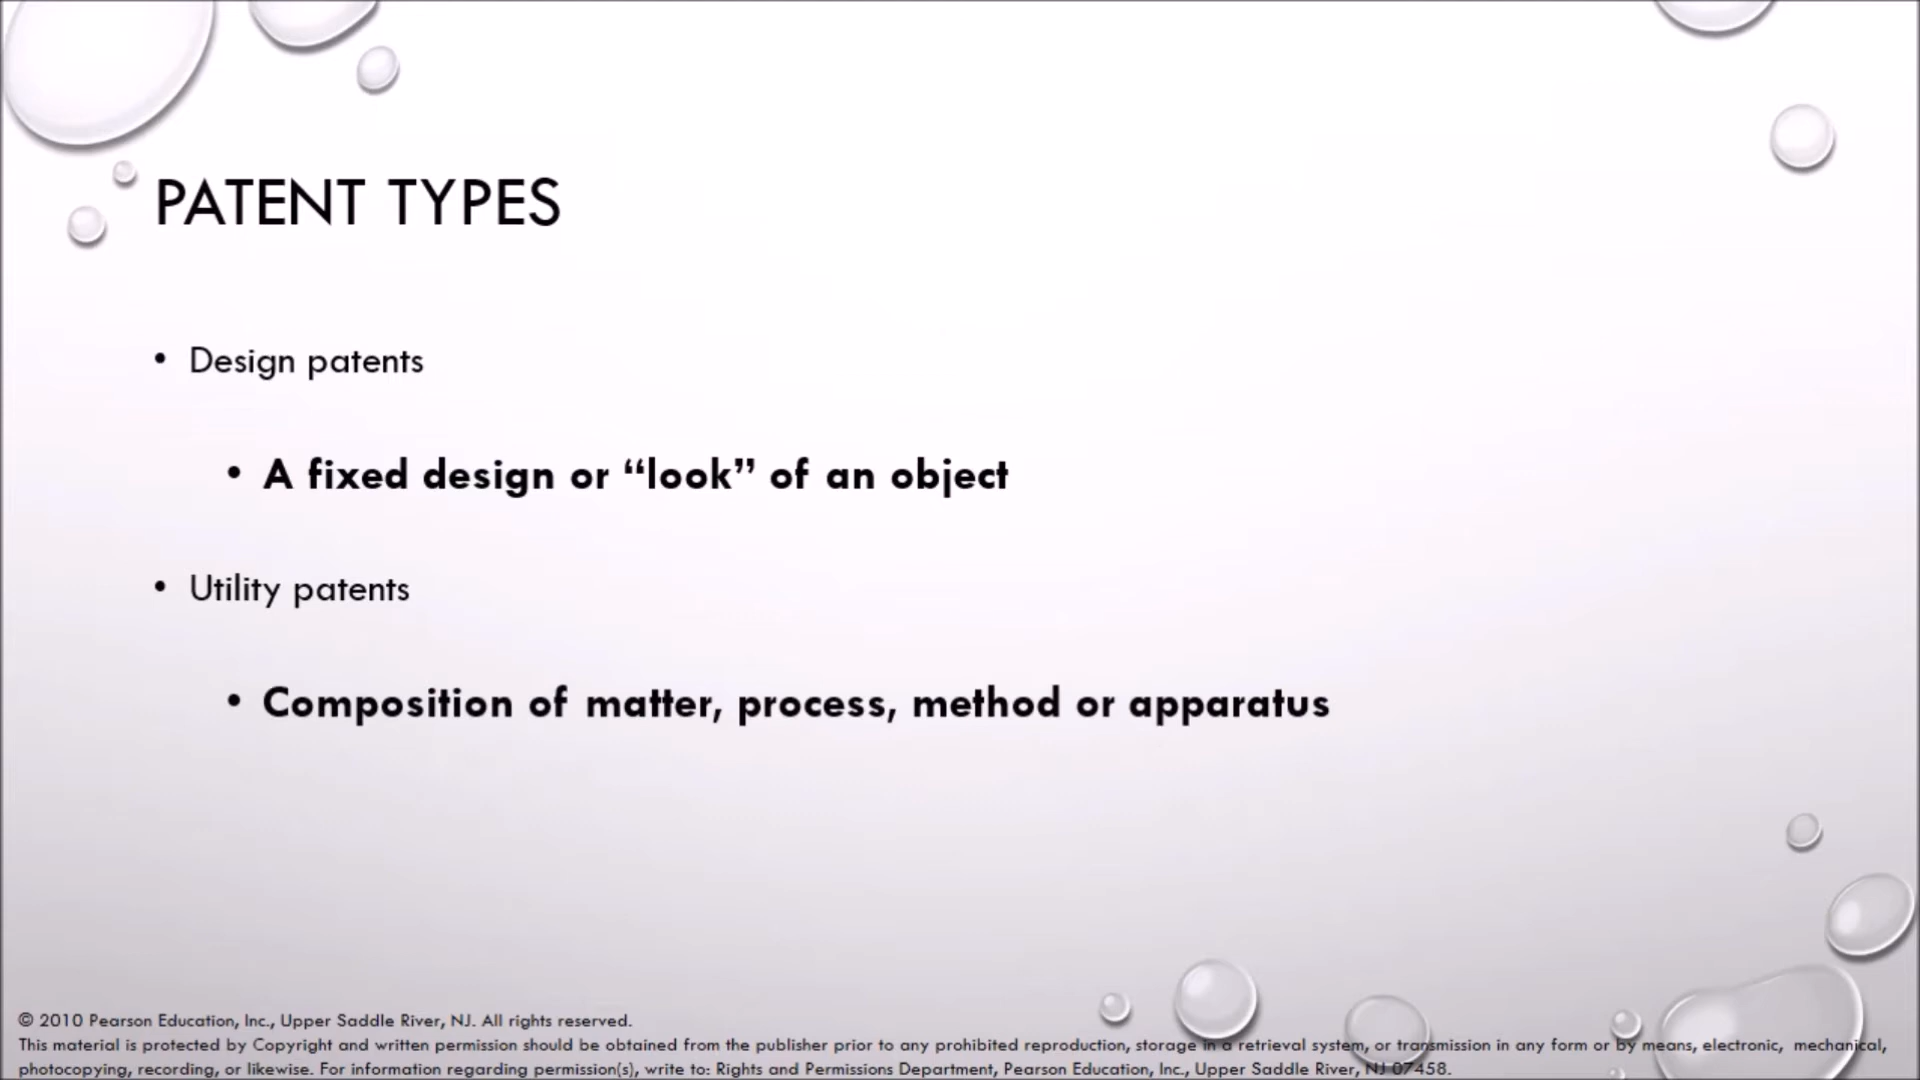 PATENT TYPES
• Design patents
• A fixed design or “look” of an object
• Utility patents
• Composition of matter, process, method or apparatus
© 2010 Pearson Education, Inc., Upper Saddle River, NJ. All rights reserved.
This material is protected by Copyright and written permission should be obtained from the publisher prior to any prohibited reproduction, storage in a retrieval system, or transmission in any form or by means, electronic, mechanical,
photocopying, recording, or likewise. For information regarding permission(s), write to: Rights and Permissions Department, Pearson Education, Inc., Upper Saddle River, NJ 07458.